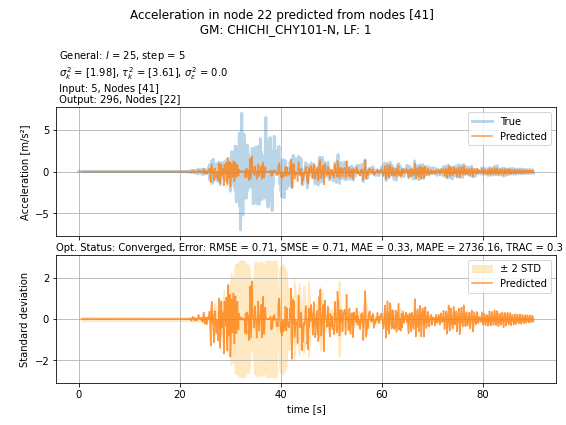 Acceleration in node 22 predicted from nodes [41]
GM: CHICHI_CHY101-N, LF: 1
General: l = 25, step = 5
σ²_k = [1.98], τ²_k = [3.61], σ²_ε = 0.0
Input: 5, Nodes [41]
Output: 296, Nodes [22]
Acceleration [m/s²]
5
0
−5
True
Predicted
Opt. Status: Converged, Error: RMSE = 0.71, SMSE = 0.71, MAE = 0.33, MAPE = 2736.16, TRAC = 0.3
Standard deviation
2
0
−2
± 2 STD
Predicted
0 20 40 60 80
time [s]